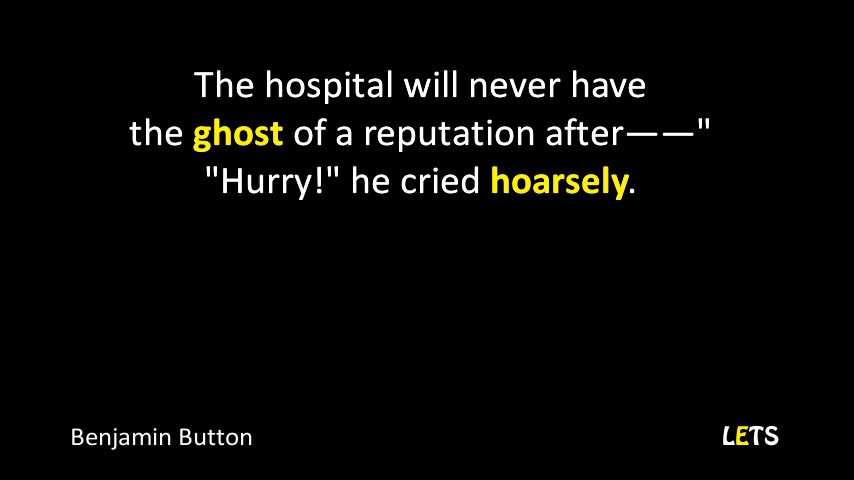 The hospital will never have
the ghost of a reputation after——"
"Hurry!" he cried hoarsely.
Benjamin Button
LETS